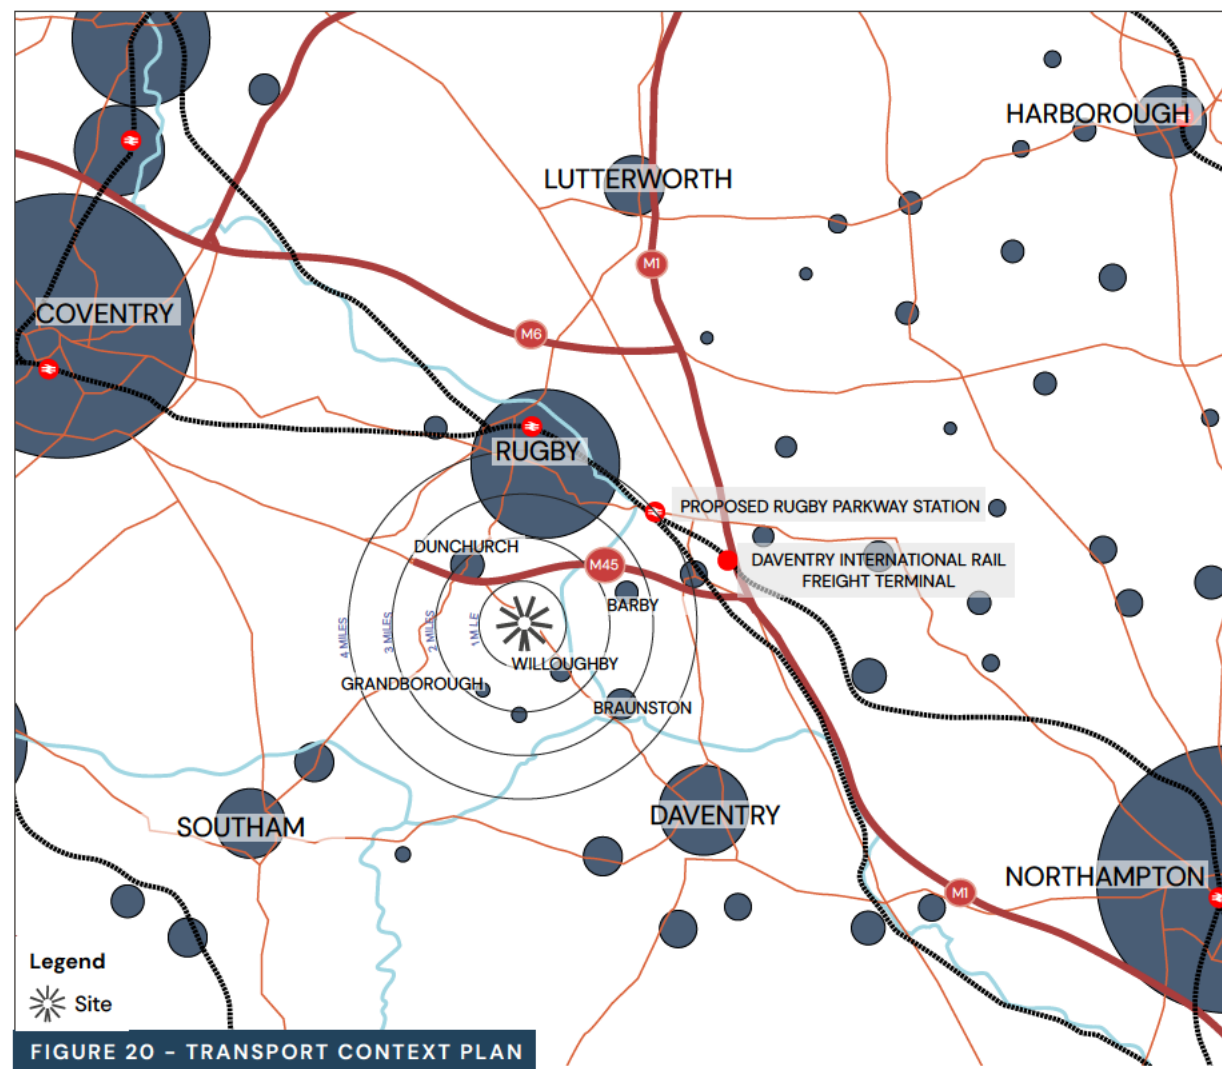 HARBOROUGH
LUTTERWORTH
M1
COVENTRY
M6
RUGBY
PROPOSED RUGBY PARKWAY STATION
DUNCHURCH
DAVENTRY INTERNATIONAL RAIL
FREIGHT TERMINAL
M45
BARBY
4 MILES
3 MILES
2 MILES
1 MILE
WILLOUGHBY
GRANDBOROUGH
BRAUNSTON
DAVENTRY
SOUTHAM
NORTHAMPTON
M1
Legend
Site
FIGURE 20 - TRANSPORT CONTEXT PLAN